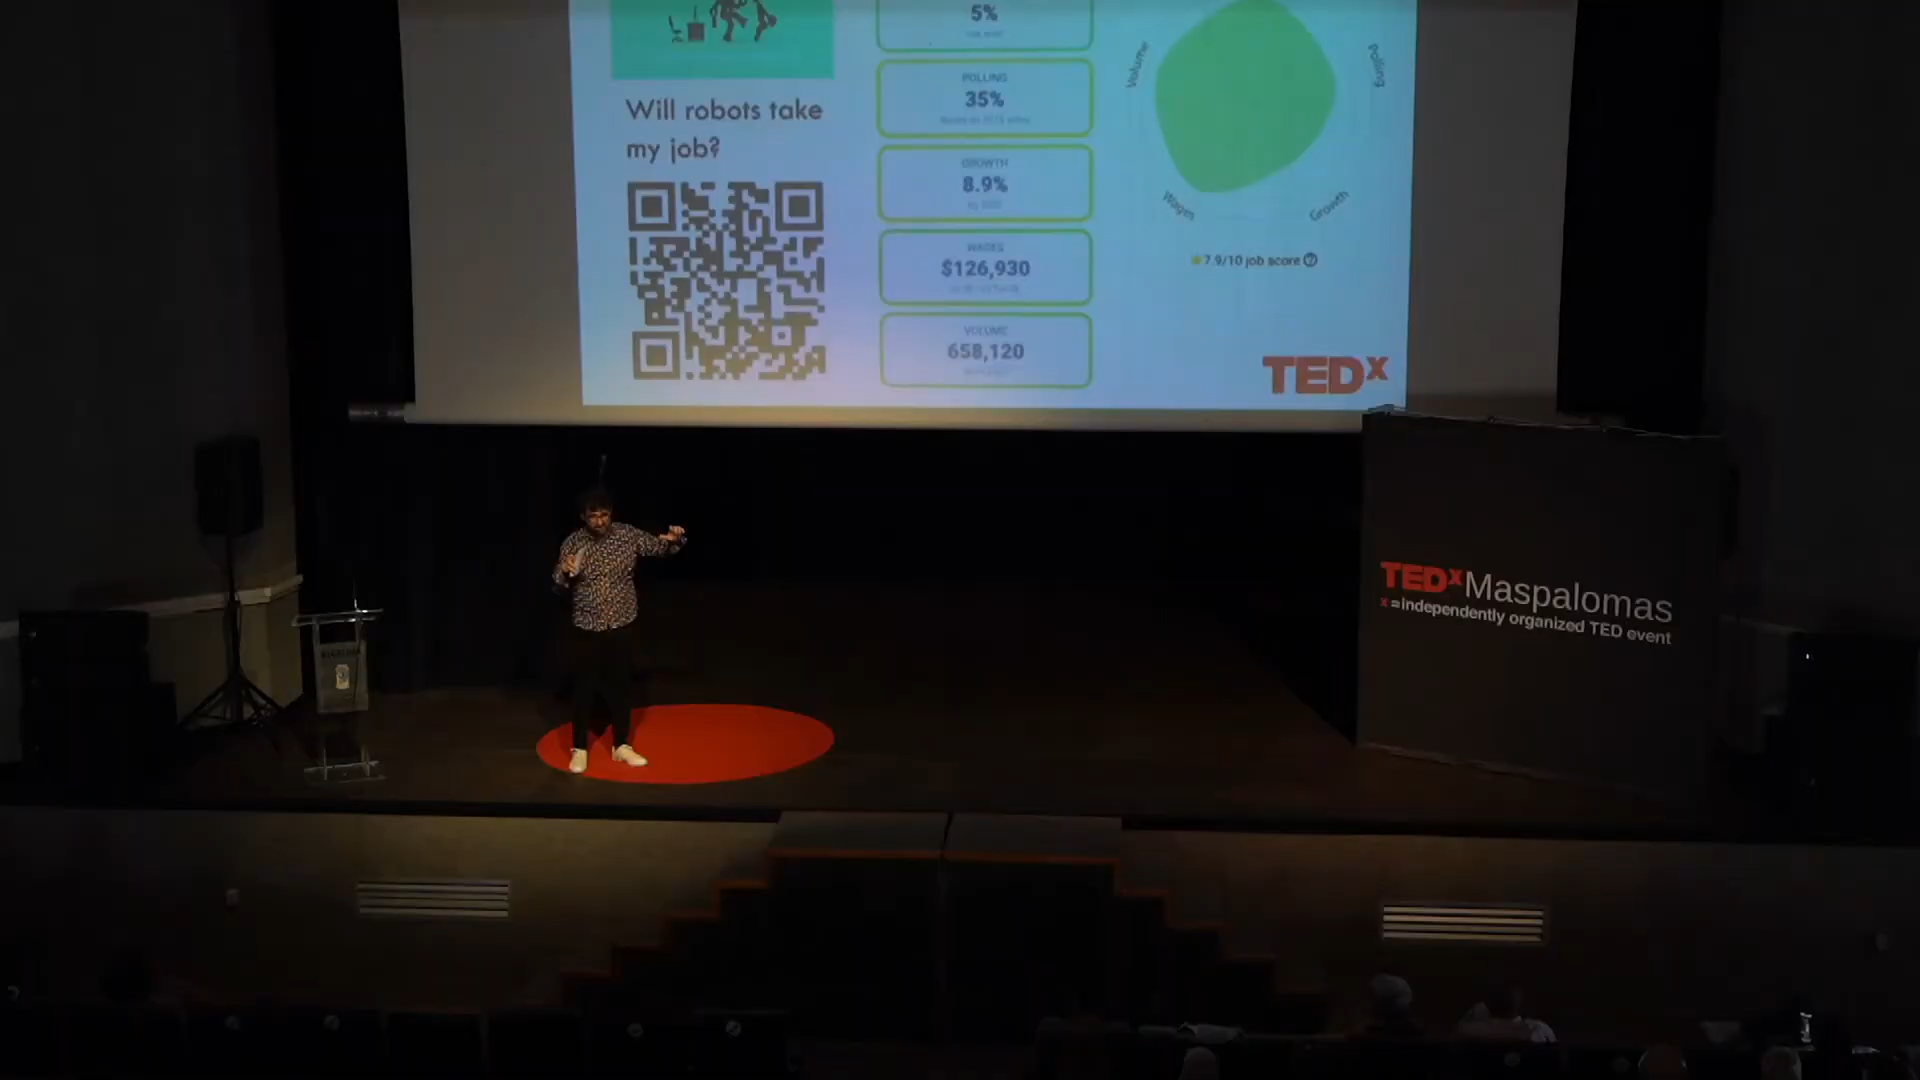 5%
POLLING
35%
GROWTH
8.9%
WAGES
$126,930
VOLUME
658,120
Will robots take
my job?
Volume
Polling
Wages
Growth
7.9/10 job score
TEDx
TEDxMaspalomas
x = independently organized TED event